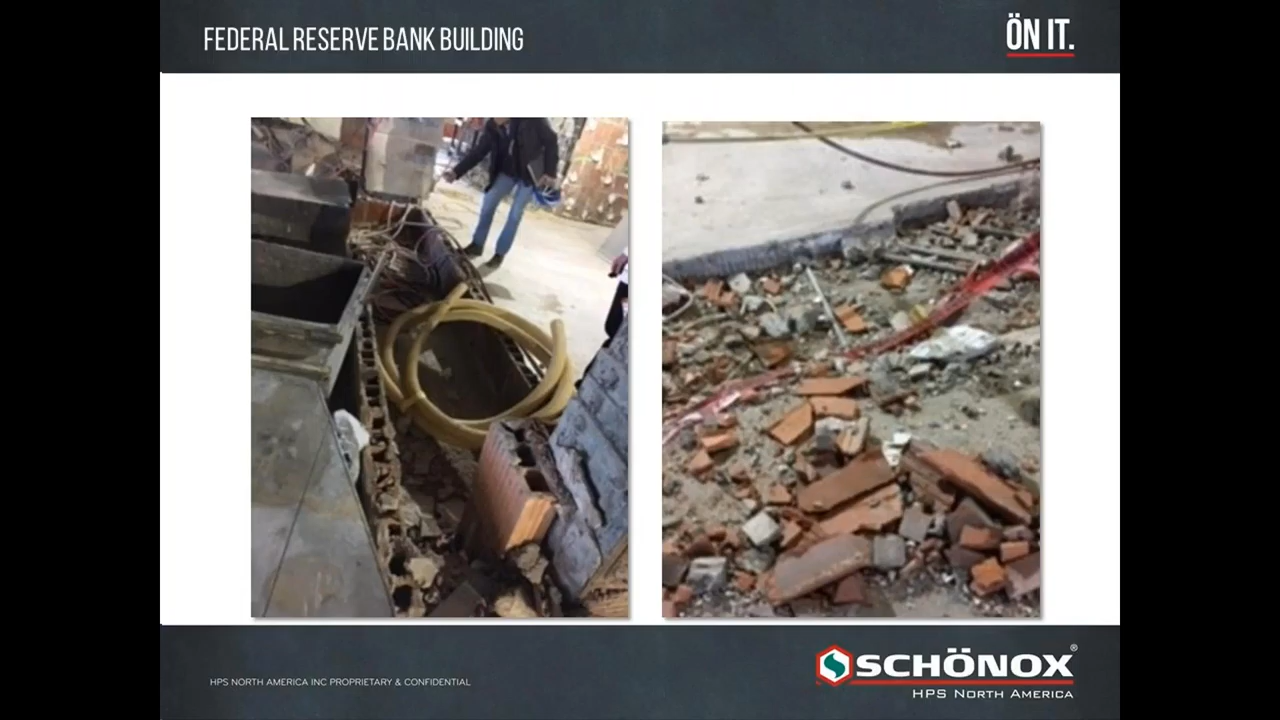 FEDERAL RESERVE BANK BUILDING
ÖN IT.
HPS NORTH AMERICA INC PROPRIETARY & CONFIDENTIAL
SCHÖNOX®
HPS NORTH AMERICA